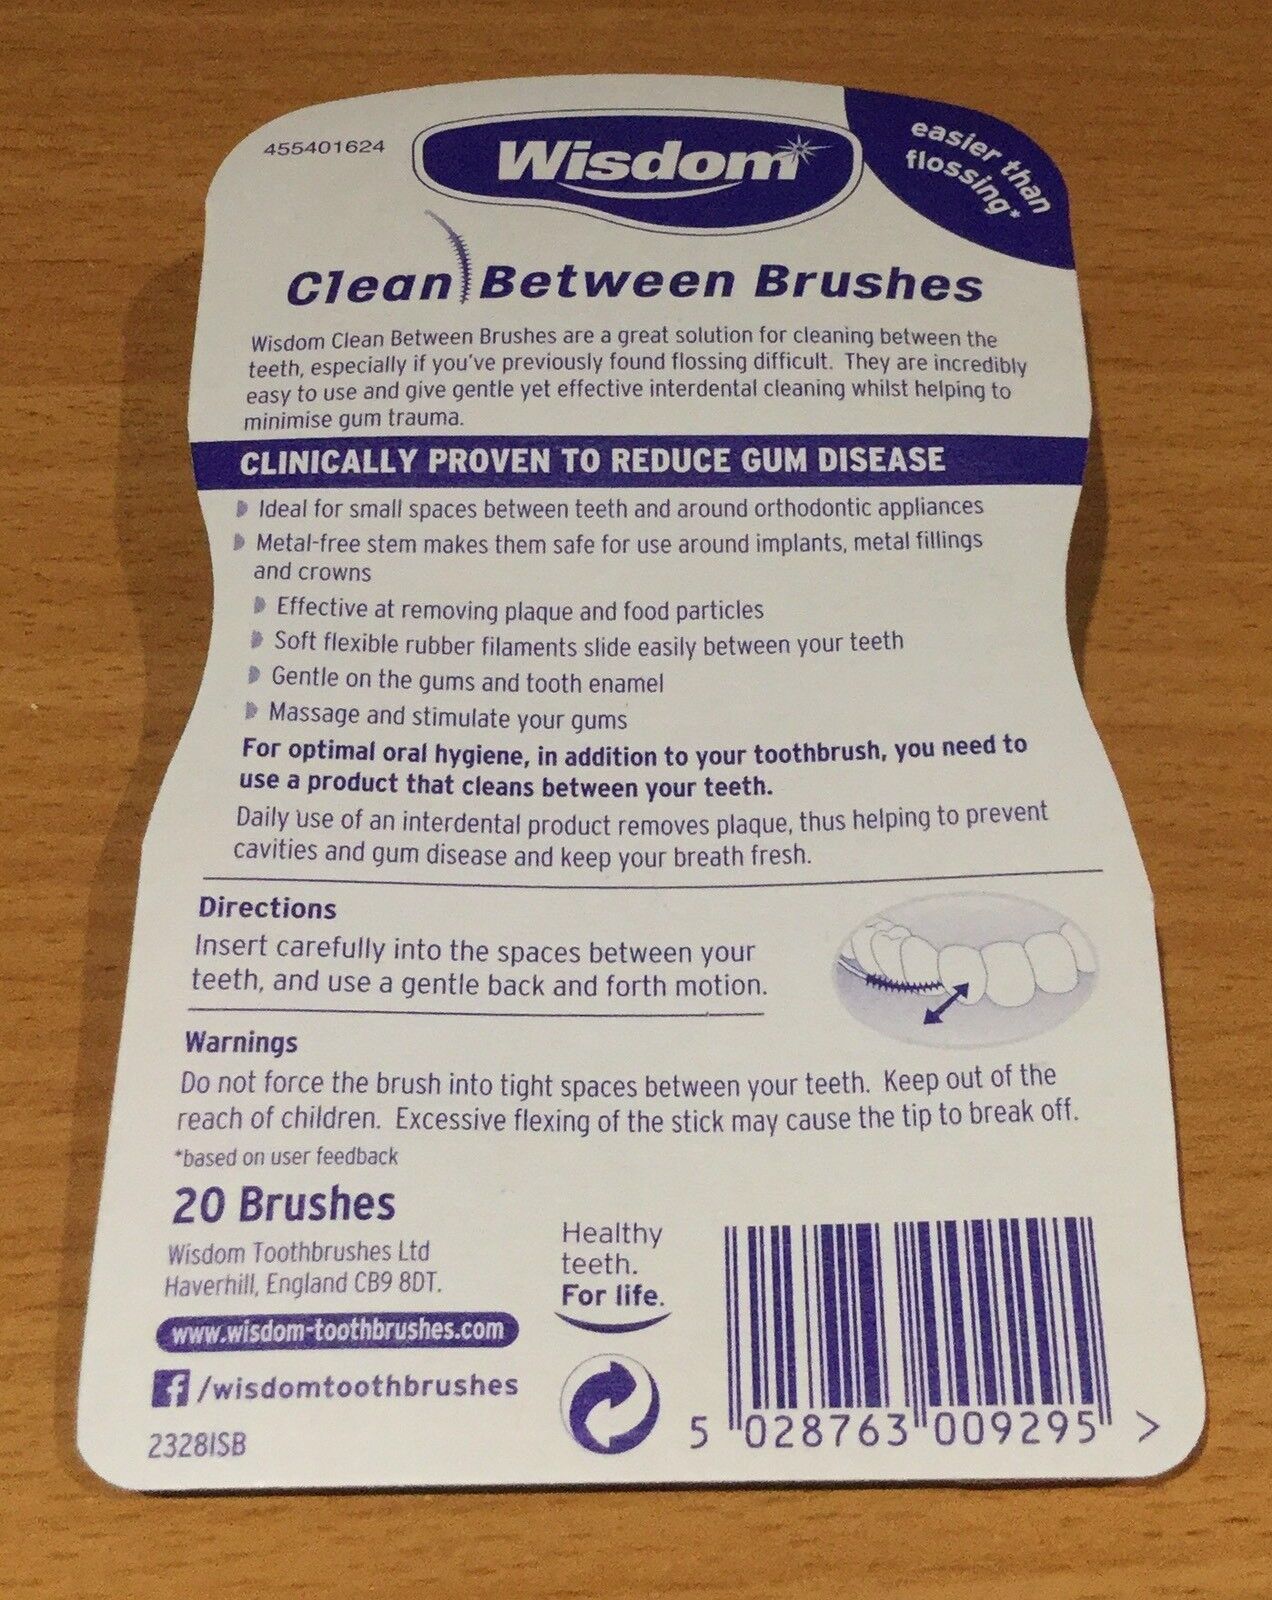 455401624
Wisdom
easier than
flossing*
Clean Between Brushes
Wisdom Clean Between Brushes are a great solution for cleaning between the
teeth, especially if you've previously found flossing difficult. They are incredibly
easy to use and give gentle yet effective interdental cleaning whilst helping to
minimise gum trauma.
CLINICALLY PROVEN TO REDUCE GUM DISEASE
Ideal for small spaces between teeth and around orthodontic appliances
Metal-free stem makes them safe for use around implants, metal fillings
and crowns
Effective at removing plaque and food particles
Soft flexible rubber filaments slide easily between your teeth
Gentle on the gums and tooth enamel
Massage and stimulate your gums
For optimal oral hygiene, in addition to your toothbrush, you need to
use a product that cleans between your teeth.
Daily use of an interdental product removes plaque, thus helping to prevent
cavities and gum disease and keep your breath fresh.
Directions
Insert carefully into the spaces between your
teeth, and use a gentle back and forth motion.
Warnings
Do not force the brush into tight spaces between your teeth. Keep out of the
reach of children. Excessive flexing of the stick may cause the tip to break off.
*based on user feedback
20 Brushes
Wisdom Toothbrushes Ltd
Haverhill, England CB9 8DT.
www.wisdom-toothbrushes.com
f /wisdomtoothbrushes
2328ISB
Healthy
teeth.
For life.
5 028763 009295 >